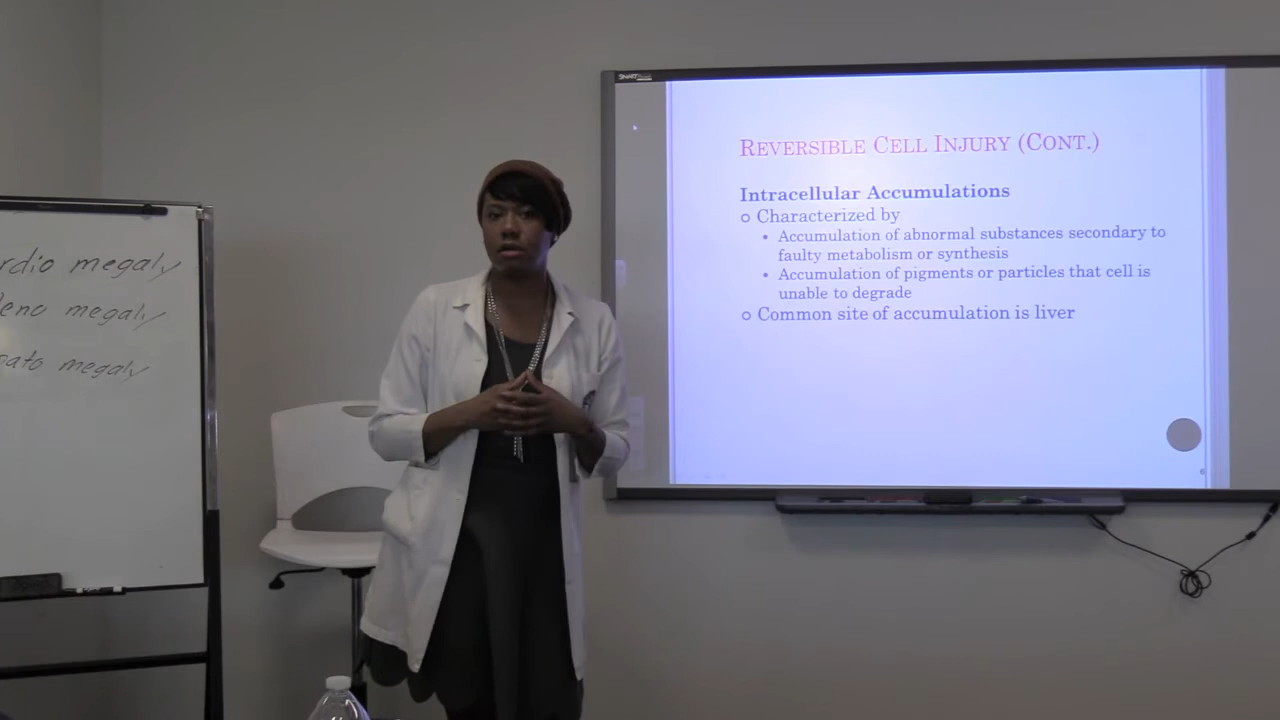 rdio megaly
leno megaly
pato megaly
SMART
REVERSIBLE CELL INJURY (CONT.)
Intracellular Accumulations
Characterized by
Accumulation of abnormal substances secondary to
faulty metabolism or synthesis
Accumulation of pigments or particles that cell is
unable to degrade
Common site of accumulation is liver